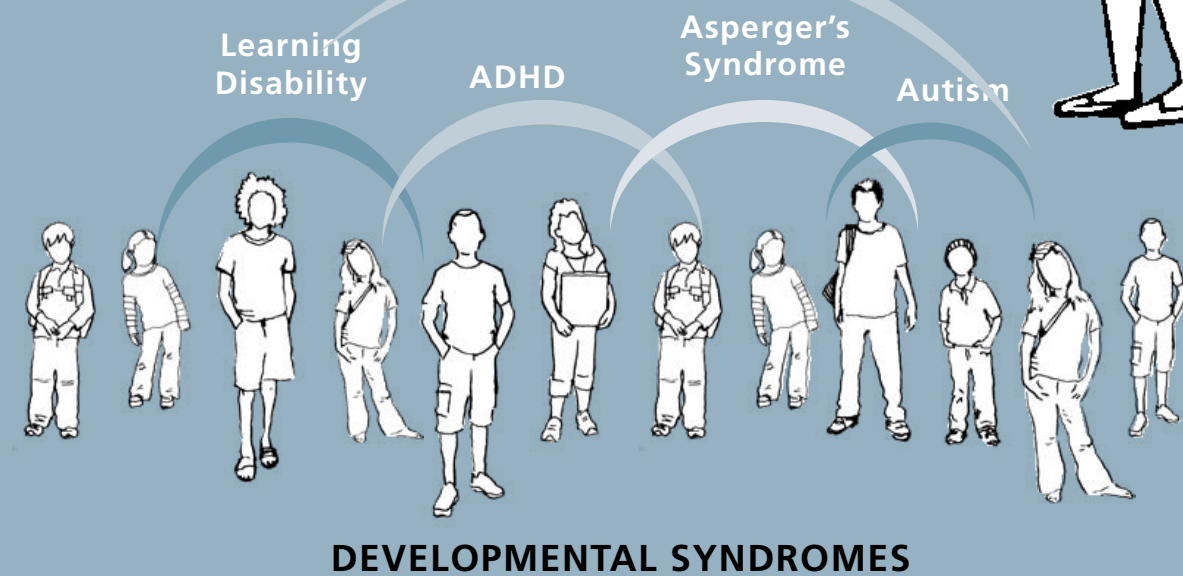 Learning
Disability
ADHD
Asperger's
Syndrome
Autism
DEVELOPMENTAL SYNDROMES